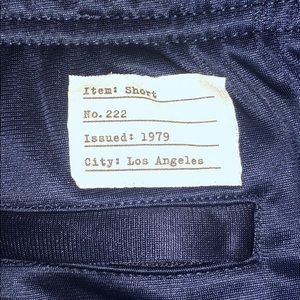 Item: Short
No. 222
Issued: 1979
City: Los Angeles